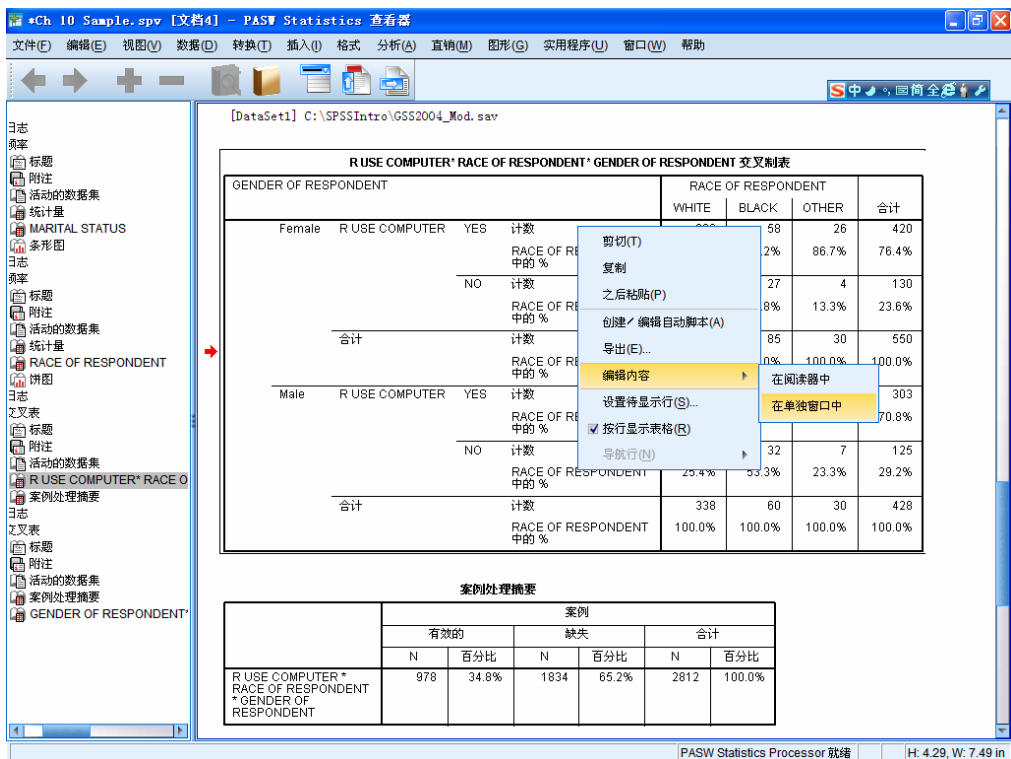 *Ch 10 Sample.spv [文档4] - PASW Statistics 查看器
文件(F) 编辑(E) 视图(V) 数据(D) 转换(T) 插入(I) 格式 分析(A) 直销(M) 图形(G) 实用程序(U) 窗口(W) 帮助
S中 简 全
日志
频率
标题
附注
活动的数据集
统计量
MARITAL STATUS
条形图
日志
频率
标题
附注
活动的数据集
统计量
RACE OF RESPONDENT
饼图
日志
交叉表
标题
附注
活动的数据集
R USE COMPUTER* RACE O
案例处理摘要
日志
交叉表
标题
附注
活动的数据集
案例处理摘要
GENDER OF RESPONDENT*
[DataSet1] C:\SPSSIntro\GSS2004_Mod.sav
R USE COMPUTER* RACE OF RESPONDENT* GENDER OF RESPONDENT 交叉制表
GENDER OF RESPONDENT RACE OF RESPONDENT
WHITE BLACK OTHER 合计
Female R USE COMPUTER YES 计数 58 26 420
RACE OF RE .2% 86.7% 76.4%
中的 %
NO 计数 27 4 130
RACE OF RE .8% 13.3% 23.6%
中的 %
合计 计数 85 30 550
RACE OF RE 0% 100.0% 100.0%
中的 %
Male R USE COMPUTER YES 计数 303
RACE OF RE 70.8%
中的 %
NO 计数 32 7 125
RACE OF RESPONDENT 25.4% 53.3% 23.3% 29.2%
中的 %
合计 计数 338 60 30 428
RACE OF RESPONDENT 100.0% 100.0% 100.0% 100.0%
中的 %
剪切(T)
复制
之后粘贴(P)
创建/编辑自动脚本(A)
导出(E)...
编辑内容
设置待显示行(S)...
按行显示表格(R)
导航行(N)
在阅读器中
在单独窗口中
案例处理摘要
案例
有效的 缺失 合计
N 百分比 N 百分比 N 百分比
R USE COMPUTER * 978 34.8% 1834 65.2% 2812 100.0%
RACE OF RESPONDENT
* GENDER OF
RESPONDENT
PASW Statistics Processor 就绪 H: 4.29, W: 7.49 in